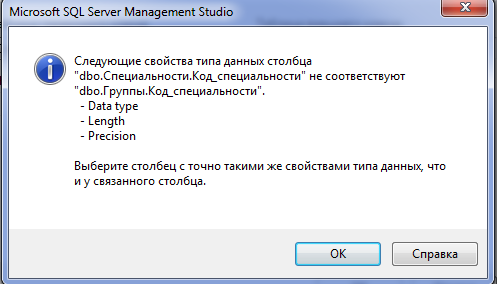 Microsoft SQL Server Management Studio
Следующие свойства типа данных столбца
"dbo.Специальности.Код_специальности" не соответствуют
"dbo.Группы.Код_специальности".
- Data type
- Length
- Precision
Выберите столбец с точно такими же свойствами типа данных, что
и у связанного столбца.
OK
Справка